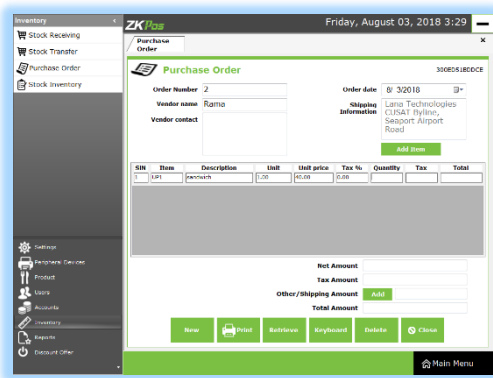 Inventory
ZKPos
Friday, August 03, 2018 3:29
Stock Receiving
Stock Transfer
Purchase Order
Stock Inventory
Purchase
Order
×
Purchase Order
Order Number 2
Order date 8/ 3/2018
Vendor name Rama
Shipping
Information
Lana Technologies
CUSAT Byline,
Seaport Airport
Road
Vendor contact
Add Item
SlN Item Description Unit Unit price Tax % Quantity Tax Total
1 UP1 sandwich 1.00 40.00 0.00
Settings
Peripheral Devices
Product
Users
Accounts
Inventory
Reports
Discount Offer
Net Amount
Tax Amount
Other/Shipping Amount Add
Total Amount
New Print Retrieve Keyboard Delete Close
Main Menu